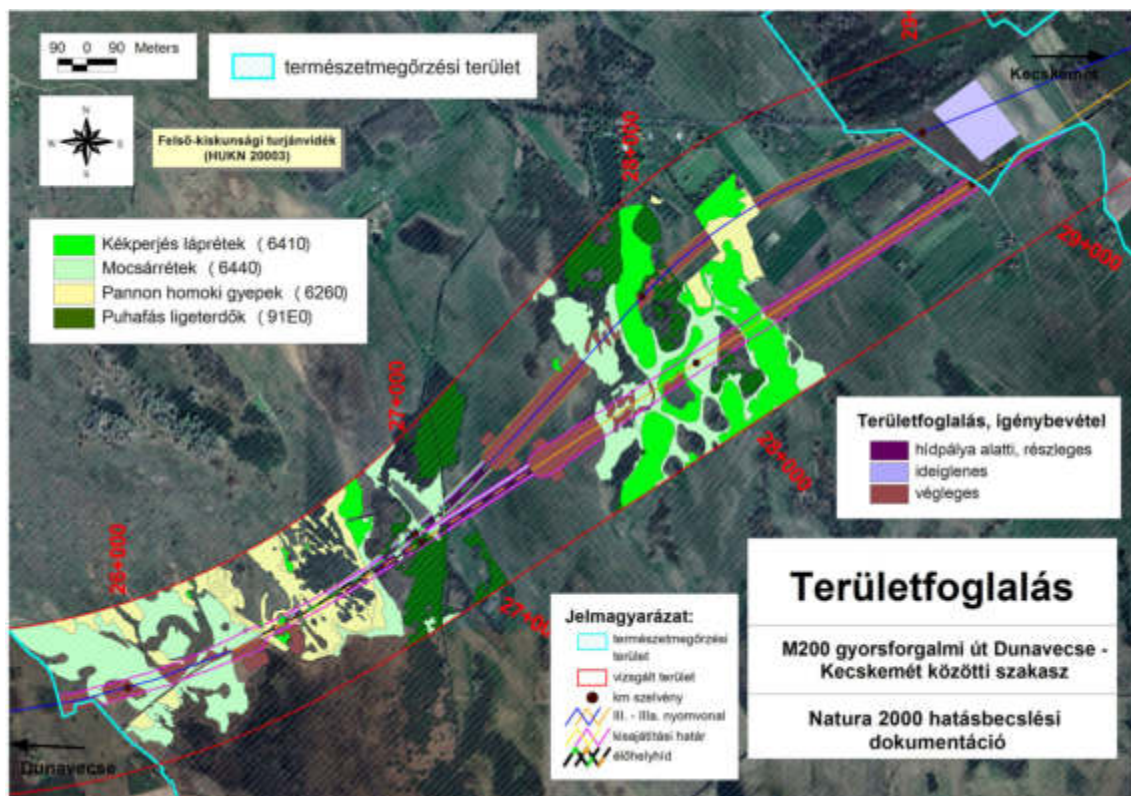 90 0 90 Meters
természetmegőrzési terület
Felső-kiskunsági turjánvidék
(HUKN 20003)
Kékperjés láprétek ( 6410)
Mocsárrétek ( 6440)
Pannon homoki gyepek ( 6260)
Puhafás ligeterdők ( 91E0)
N
W E
S
Kecskemét
29+
28+000
29+000
27+000
28+000
26+000
27+00
Dunavecse
Területfoglalás, igénybevétel
hídpálya alatti, részleges
ideiglenes
végleges
Jelmagyarázat:
természetmegőrzési
terület
vizsgált terület
km szelvény
III. - IIIa. nyomvonal
kisajátítási határ
élőhelyhíd
Területfoglalás
M200 gyorsforgalmi út Dunavecse -
Kecskemét közötti szakasz
Natura 2000 hatásbecslési
dokumentáció